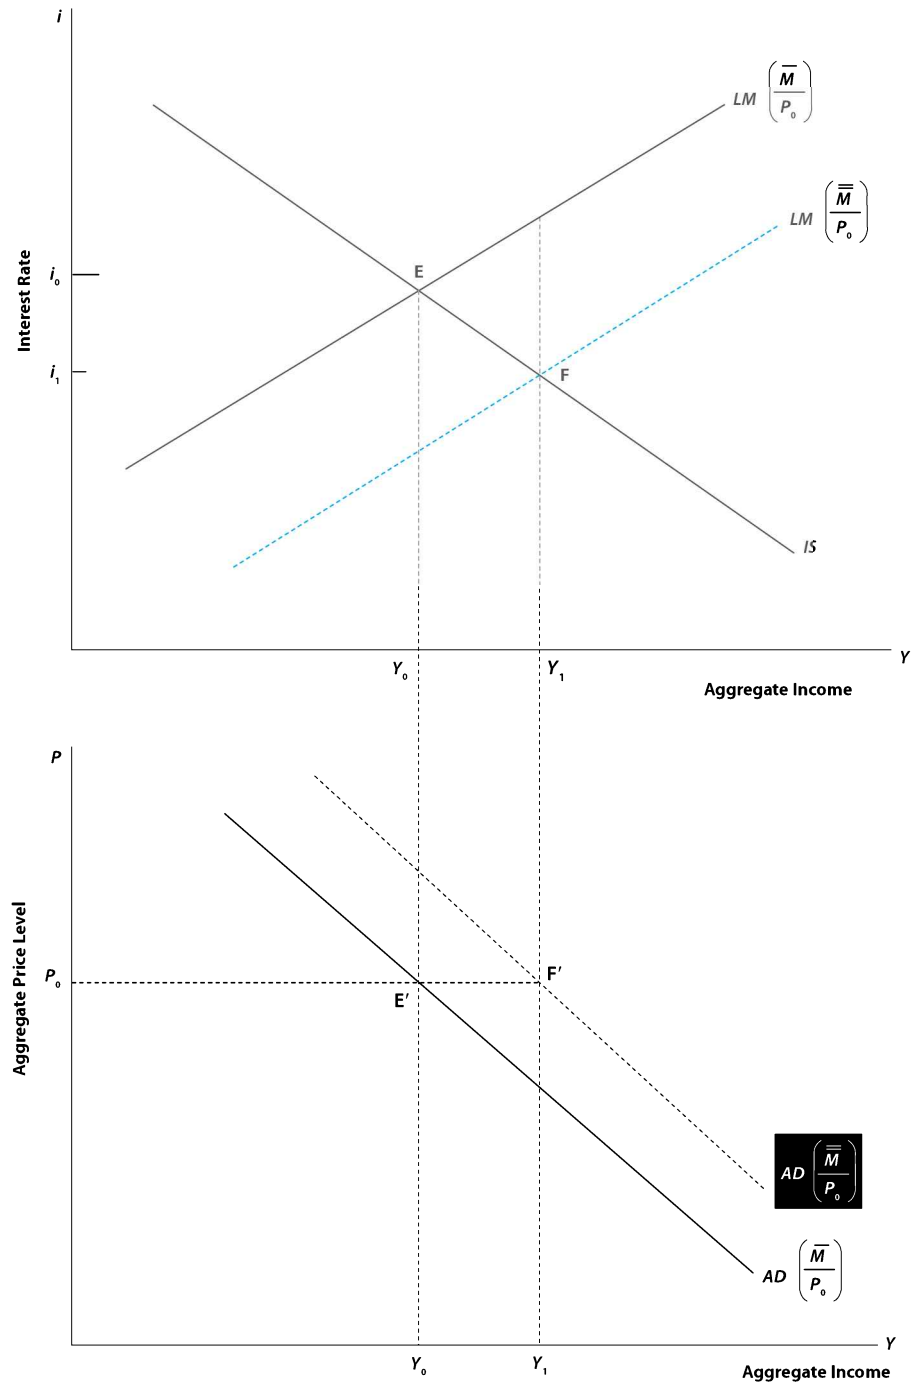 i
LM (M̅/P₀)
LM (M̿/P₀)
i₀
E
Interest Rate
i₁
F
IS
Y₀
Y₁
Y
Aggregate Income
P
Aggregate Price Level
P₀
F′
E′
AD (M̿/P₀)
AD (M̅/P₀)
Y
Y₀
Y₁
Aggregate Income